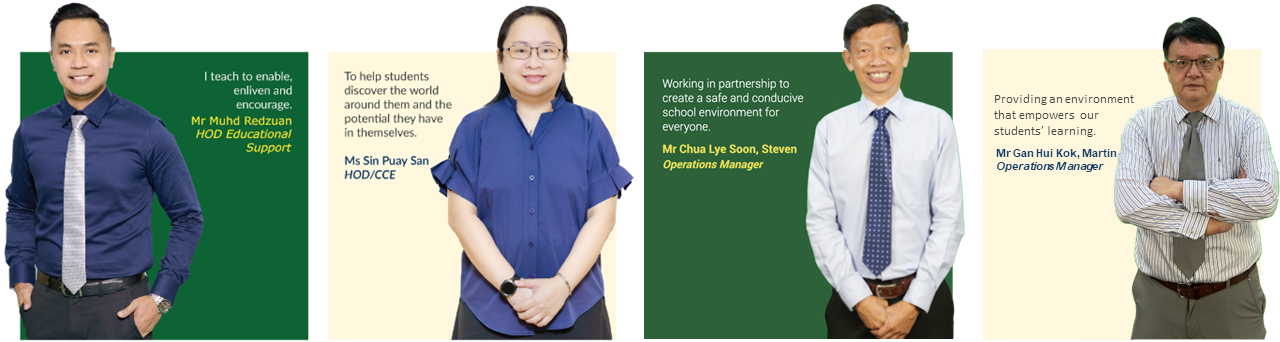 I teach to enable,
enliven and
encourage.
Mr Muhd Redzuan
HOD Educational
Support
To help students
discover the world
around them and the
potential they have
in themselves.
Ms Sin Puay San
HOD/CCE
Working in partnership to
create a safe and conducive
school environment for
everyone.
Mr Chua Lye Soon, Steven
Operations Manager
Providing an environment
that empowers our
students’ learning.
Mr Gan Hui Kok, Martin
Operations Manager